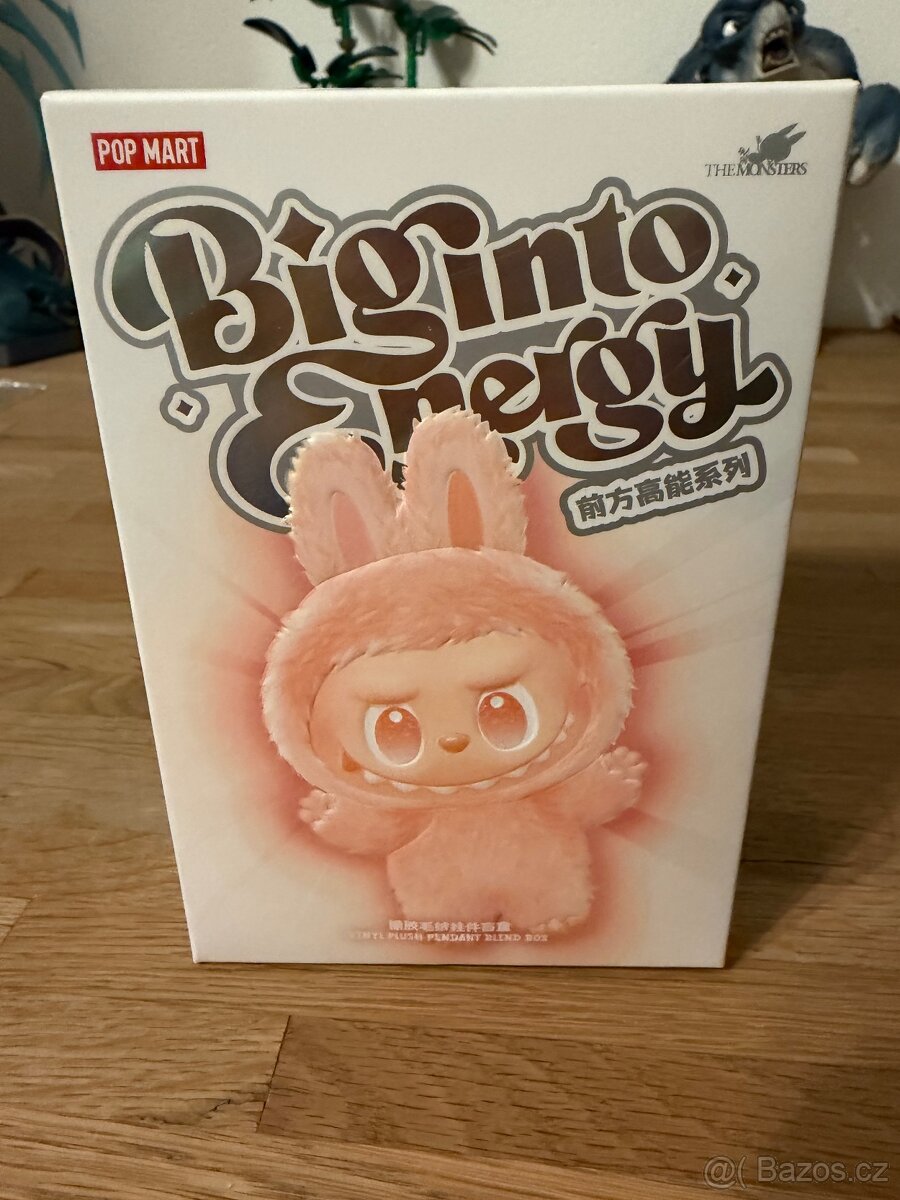 POP MART
THE MONSTERS
Big into
Energy
前方高能系列
搪胶毛绒挂件盲盒
VINYL PLUSH PENDANT BLIND BOX
@( Bazos.cz